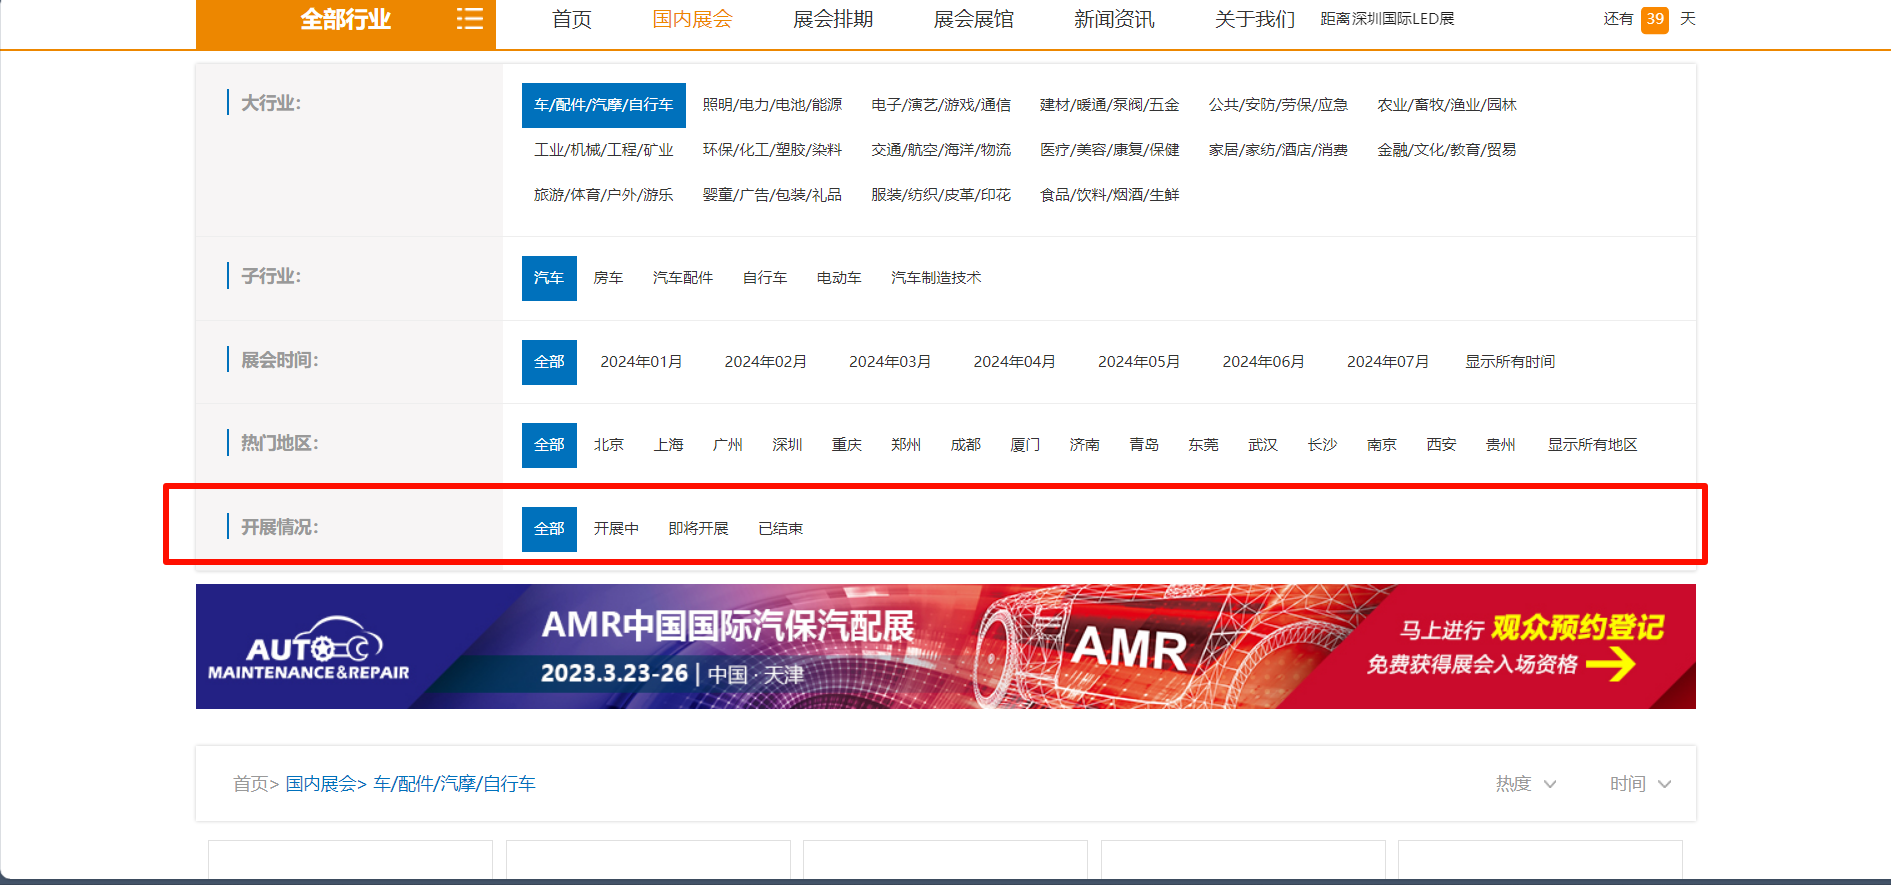 全部行业 首页 国内展会 展会排期 展会展馆 新闻资讯 关于我们 距离深圳国际LED展 还有 39 天
大行业： 车/配件/汽摩/自行车 照明/电力/电池/能源 电子/演艺/游戏/通信 建材/暖通/泵阀/五金 公共/安防/劳保/应急 农业/畜牧/渔业/园林
工业/机械/工程/矿业 环保/化工/塑胶/染料 交通/航空/海洋/物流 医疗/美容/康复/保健 家居/家纺/酒店/消费 金融/文化/教育/贸易
旅游/体育/户外/游乐 婴童/广告/包装/礼品 服装/纺织/皮革/印花 食品/饮料/烟酒/生鲜
子行业： 汽车 房车 汽车配件 自行车 电动车 汽车制造技术
展会时间： 全部 2024年01月 2024年02月 2024年03月 2024年04月 2024年05月 2024年06月 2024年07月 显示所有时间
热门地区： 全部 北京 上海 广州 深圳 重庆 郑州 成都 厦门 济南 青岛 东莞 武汉 长沙 南京 西安 贵州 显示所有地区
开展情况： 全部 开展中 即将开展 已结束
AUTO
MAINTENANCE&REPAIR
AMR中国国际汽保汽配展
2023.3.23-26 | 中国·天津
AMR
马上进行 观众预约登记
免费获得展会入场资格
首页> 国内展会> 车/配件/汽摩/自行车 热度 时间